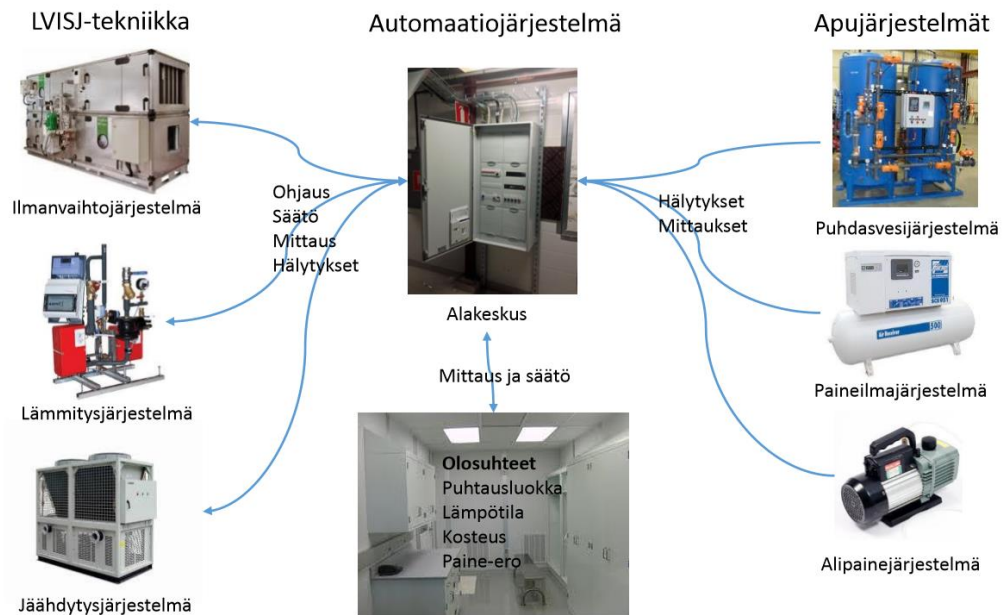 LVISJ-tekniikka
Automaatiojärjestelmä
Apujärjestelmät
Ilmanvaihtojärjestelmä
Ohjaus
Säätö
Mittaus
Hälytykset
Lämmitysjärjestelmä
Jäähdytysjärjestelmä
Alakeskus
Mittaus ja säätö
Olosuhteet
Puhtausluokka
Lämpötila
Kosteus
Paine-ero
Hälytykset
Mittaukset
Puhdasvesijärjestelmä
500
Paineilmajärjestelmä
Alipainejärjestelmä